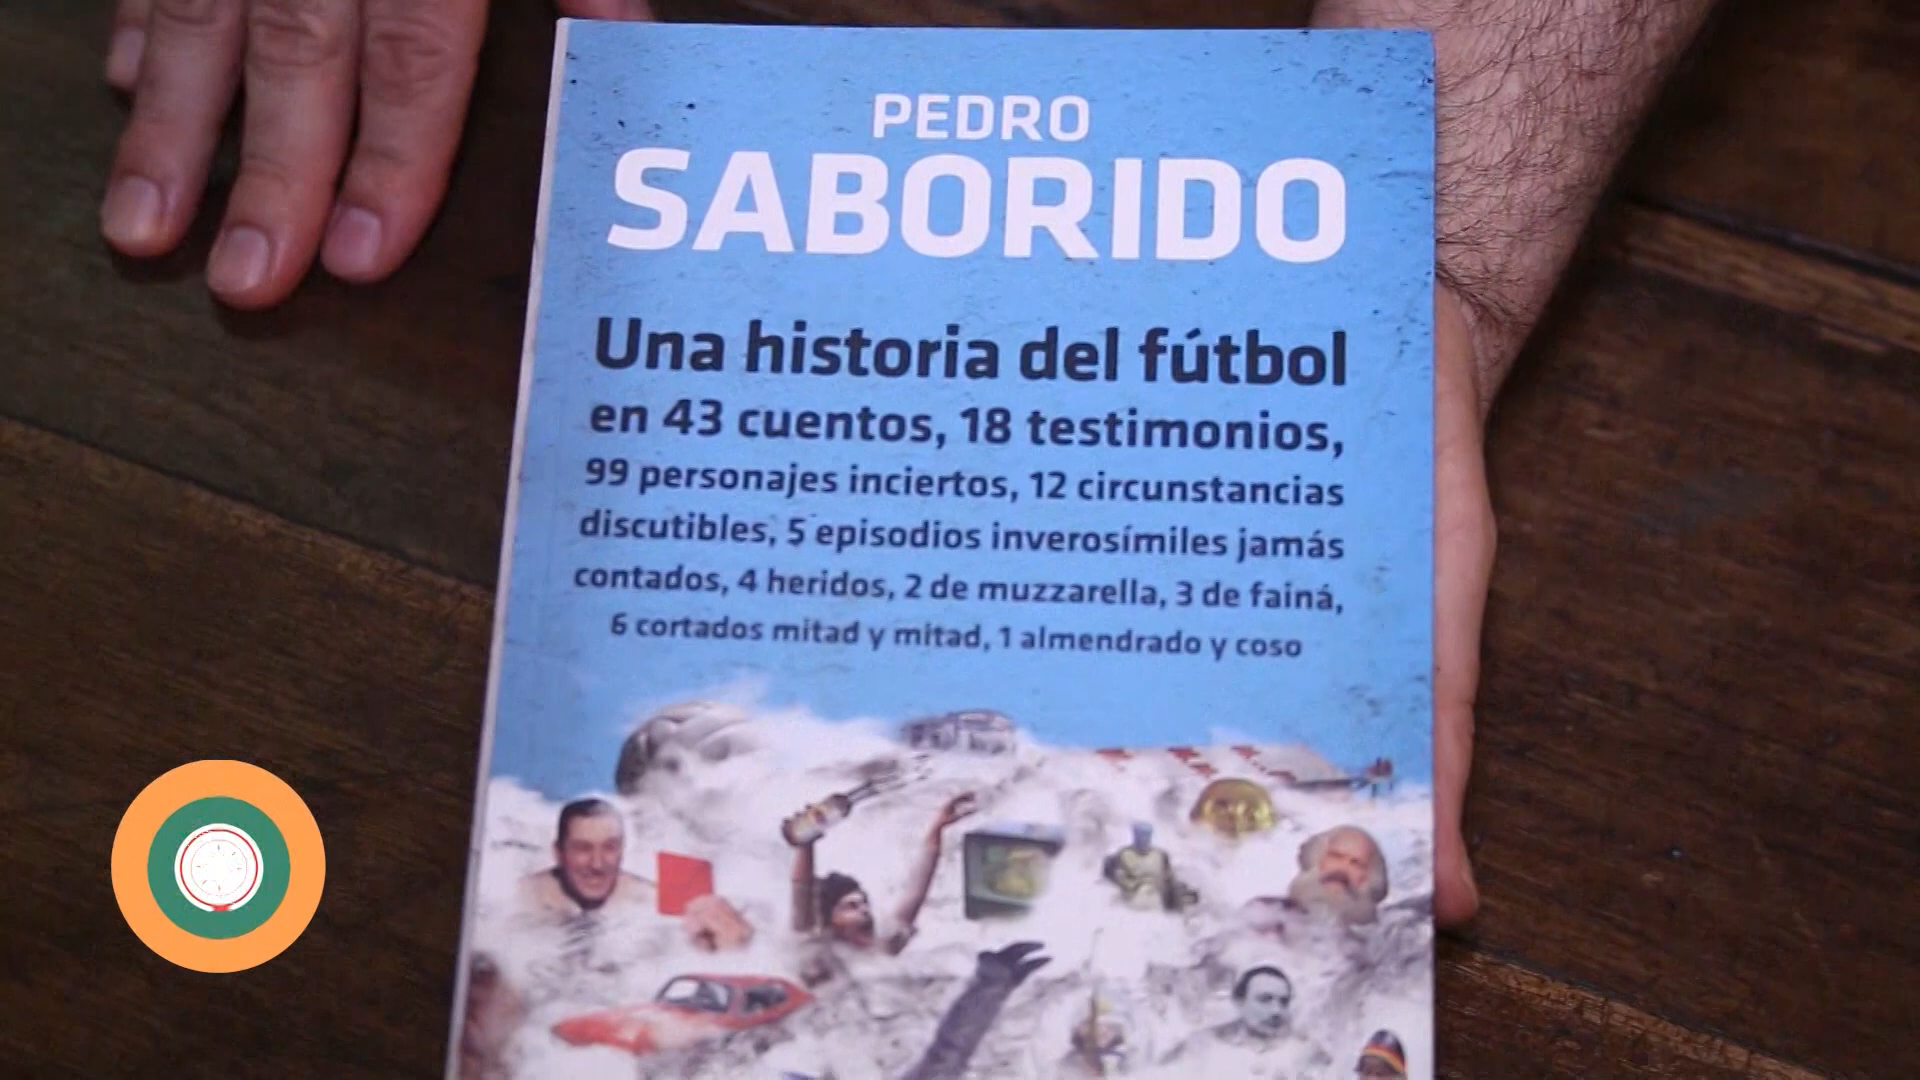 PEDRO
SABORIDO
Una historia del fútbol
en 43 cuentos, 18 testimonios,
99 personajes inciertos, 12 circunstancias
discutibles, 5 episodios inverosímiles jamás
contados, 4 heridos, 2 de muzzarella, 3 de fainá,
6 cortados mitad y mitad, 1 almendrado y coso